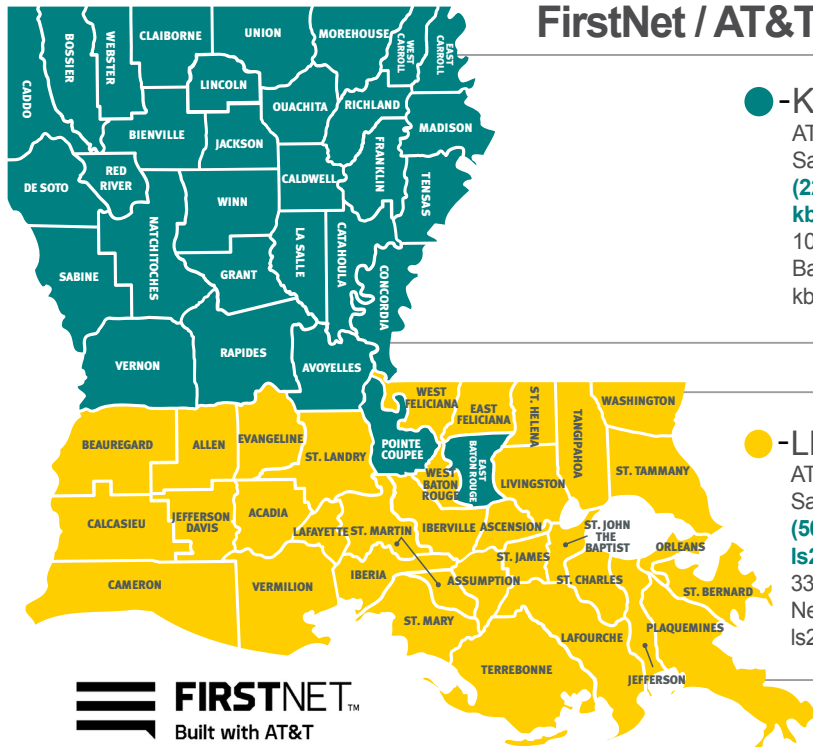 FirstNet / AT&T
CLAIBORNE
UNION
MOREHOUSE
WEST
CARROLL
EAST
CARROLL
CADDO
BOSSIER
WEBSTER
LINCOLN
OUACHITA
RICHLAND
MADISON
BIENVILLE
JACKSON
FRANKLIN
TENSAS
DE SOTO
RED
RIVER
CALDWELL
WINN
NATCHITOCHES
SABINE
GRANT
LA SALLE
CATAHOULA
CONCORDIA
VERNON
RAPIDES
AVOYELLES
-K
AT
Sa
(22
kb
10
Ba
kb
WEST
FELICIANA
EAST
FELICIANA
ST. HELENA
TANGIPAHOA
WASHINGTON
BEAUREGARD
ALLEN
EVANGELINE
ST. LANDRY
POINTE
COUPEE
WEST
BATON
ROUGE
EAST
BATON ROUGE
LIVINGSTON
ST. TAMMANY
CALCASIEU
JEFFERSON
DAVIS
ACADIA
LAFAYETTE
ST. MARTIN
IBERVILLE
ASCENSION
ST. JOHN
THE
BAPTIST
ORLEANS
CAMERON
VERMILION
IBERIA
ASSUMPTION
ST. JAMES
ST. CHARLES
ST. BERNARD
ST. MARY
LAFOURCHE
PLAQUEMINES
TERREBONNE
JEFFERSON
AT
Sa
(50
ls2
33
Ne
ls2
FIRSTNET™
Built with AT&T